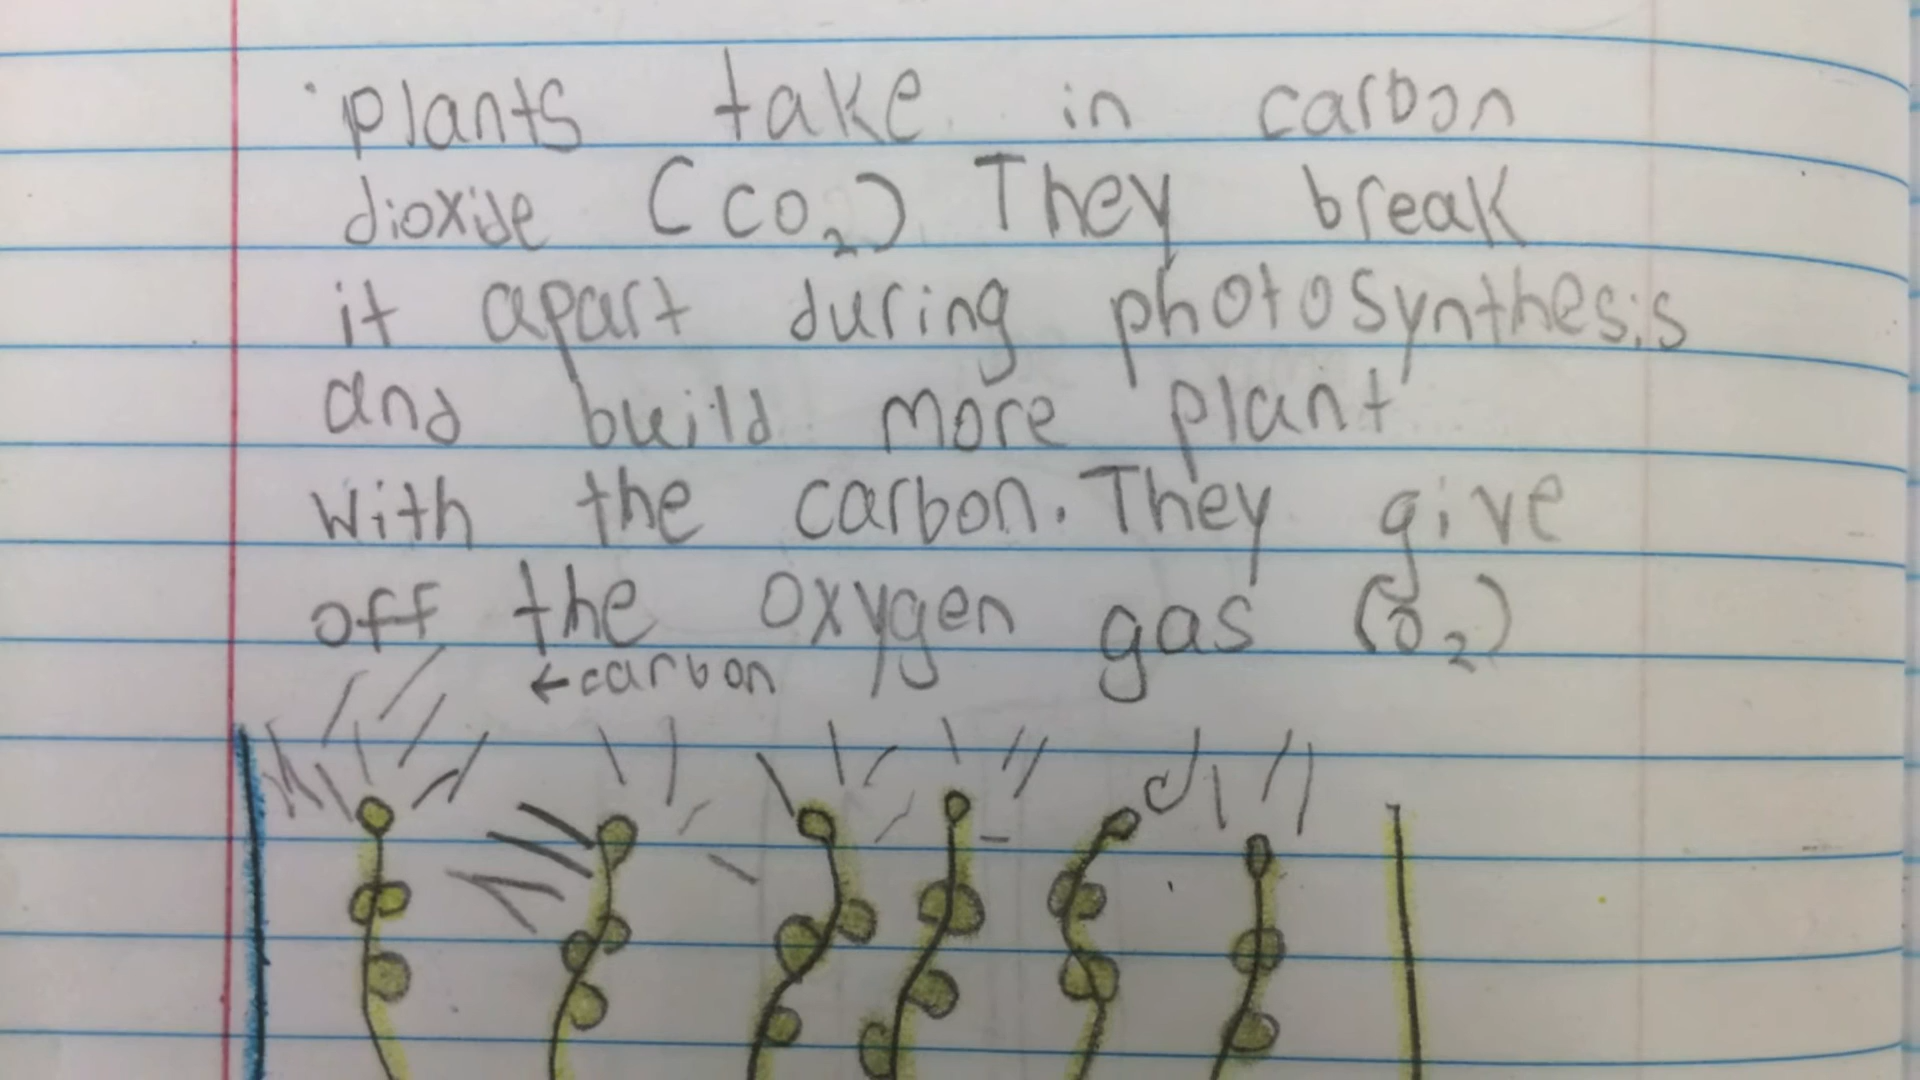 plants take in carbon
dioxide (co₂) They break
it apart during photosynthesis
and build more plant
with the carbon. They give
off the oxygen gas (o₂)
←carbon